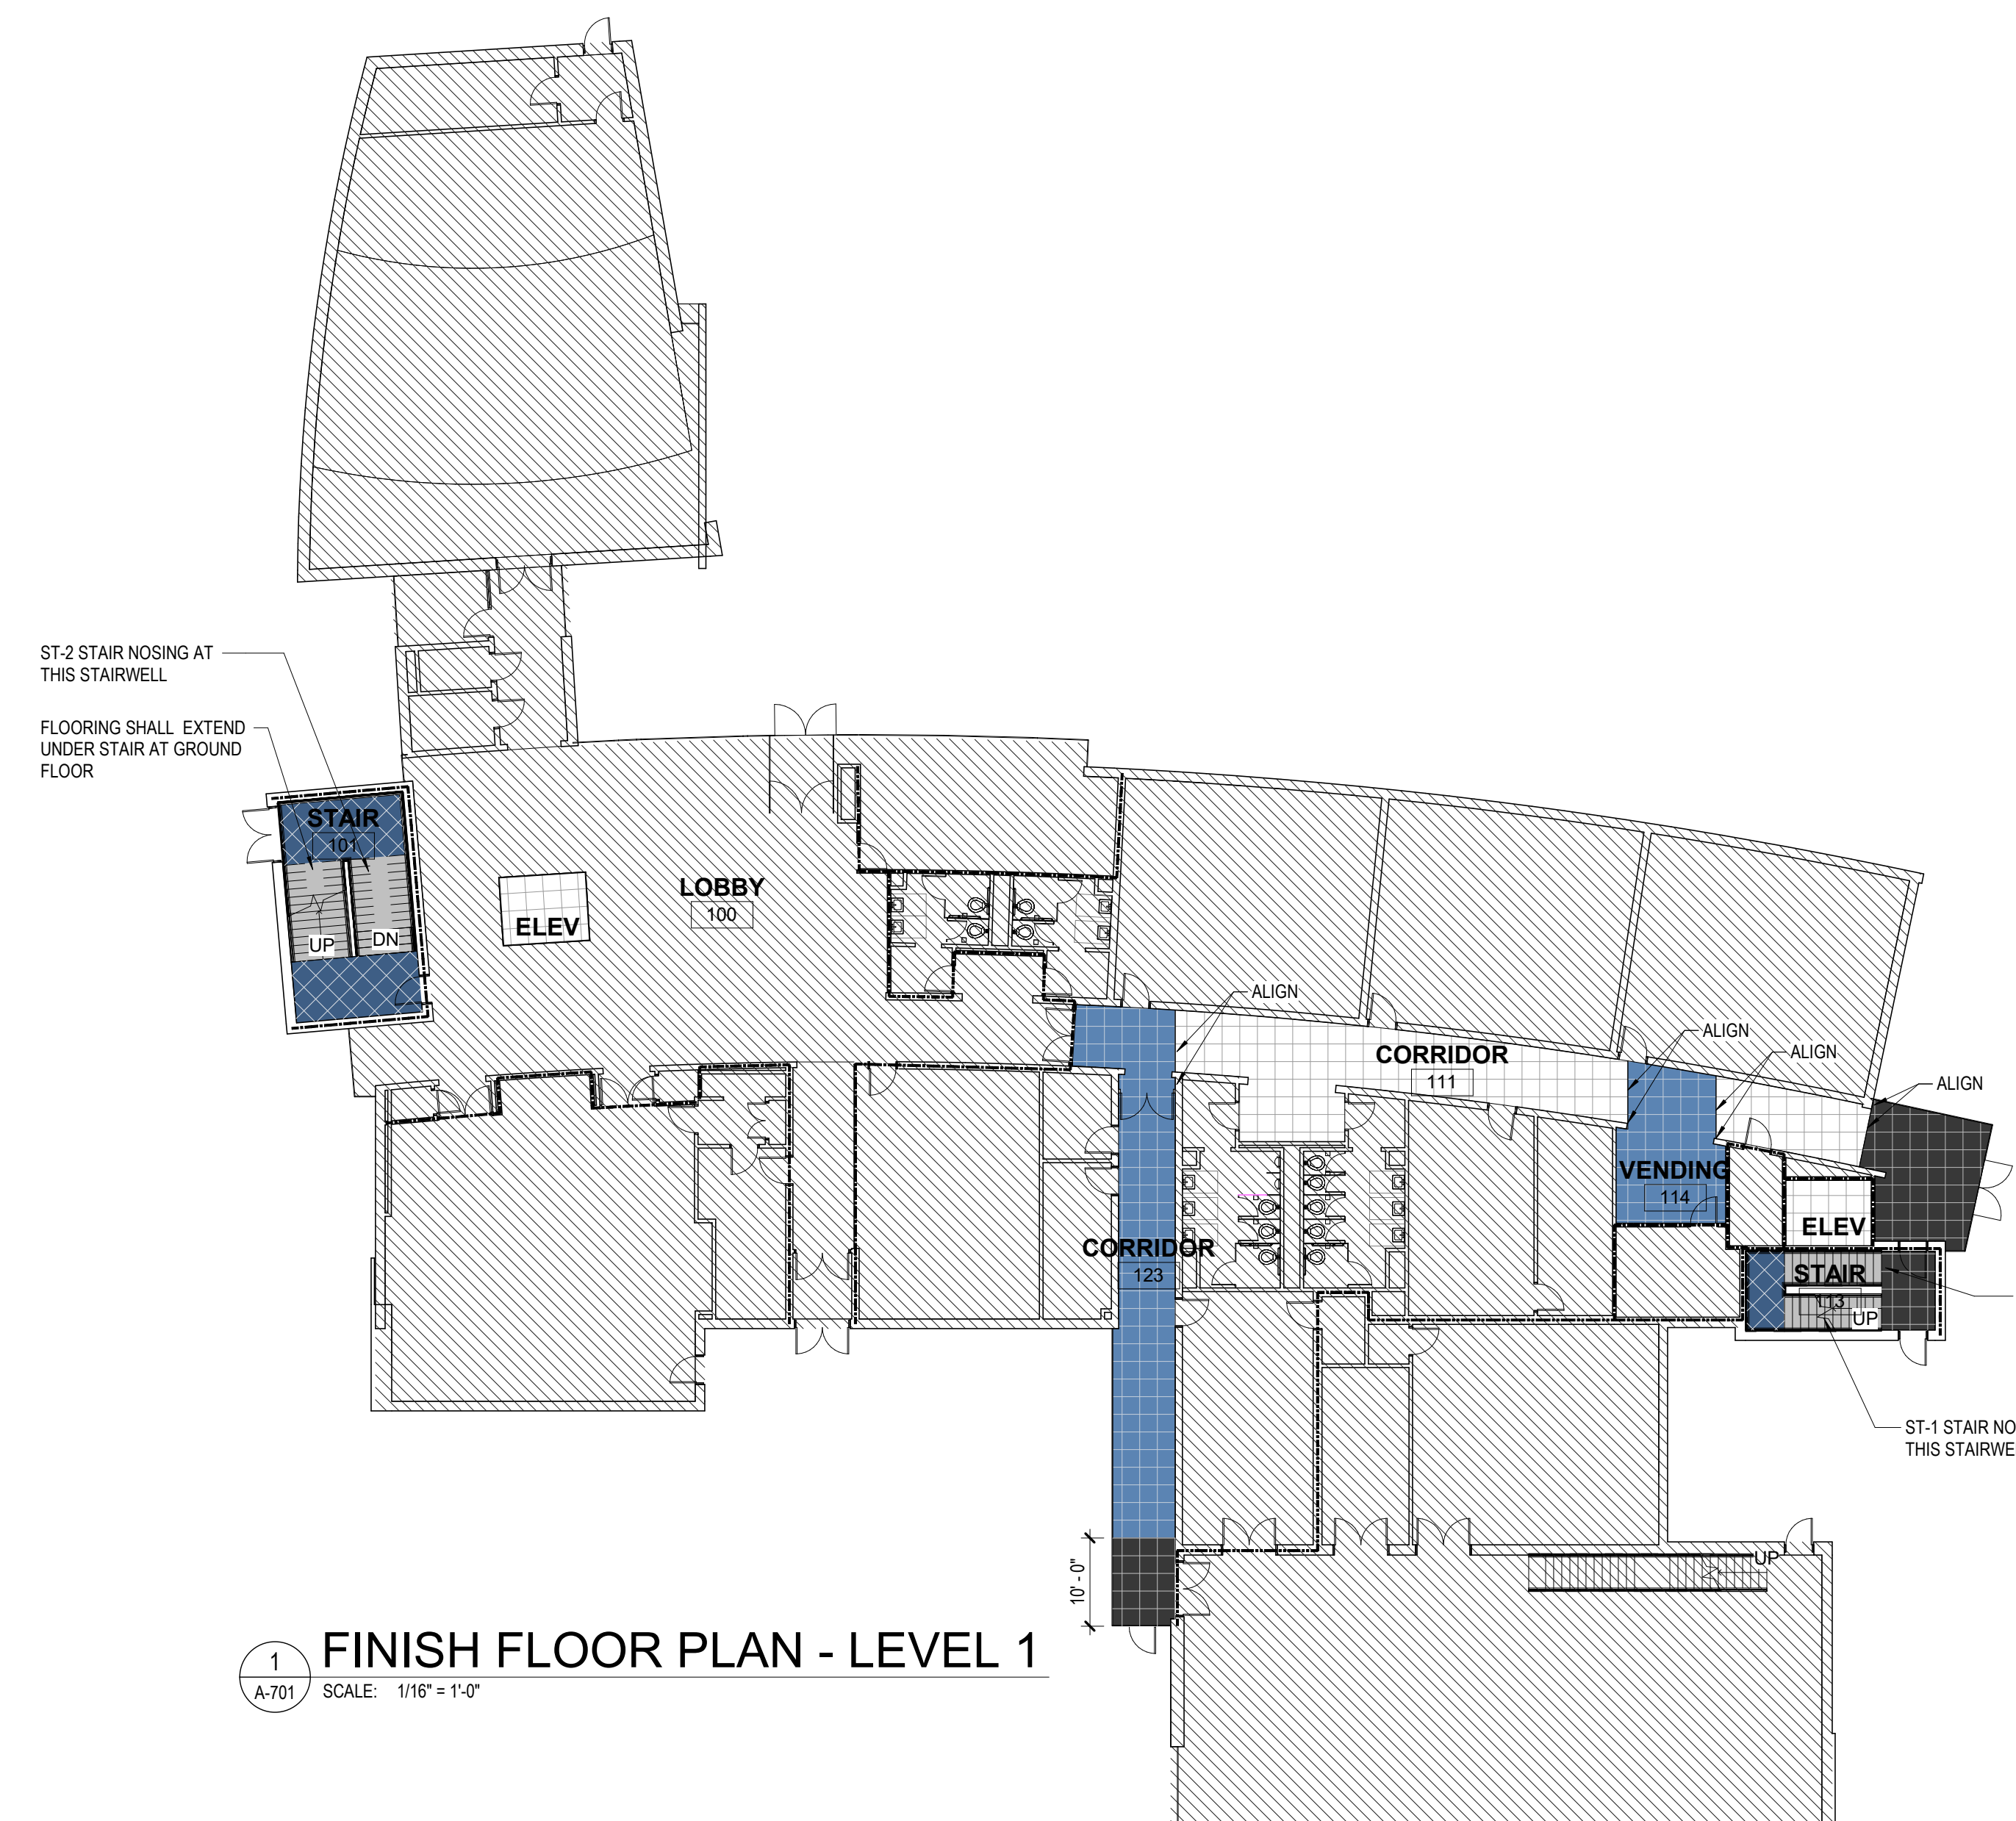 ST-2 STAIR NOSING AT
THIS STAIRWELL
FLOORING SHALL EXTEND
UNDER STAIR AT GROUND
FLOOR
STAIR
101
UP
DN
ELEV
LOBBY
100
ALIGN
CORRIDOR
111
ALIGN
ALIGN
ALIGN
VENDING
114
ELEV
STAIR
113
UP
CORRIDOR
123
ST-1 STAIR NO
THIS STAIRWE
UP
10' - 0"
1
A-701
FINISH FLOOR PLAN - LEVEL 1
SCALE: 1/16" = 1'-0"